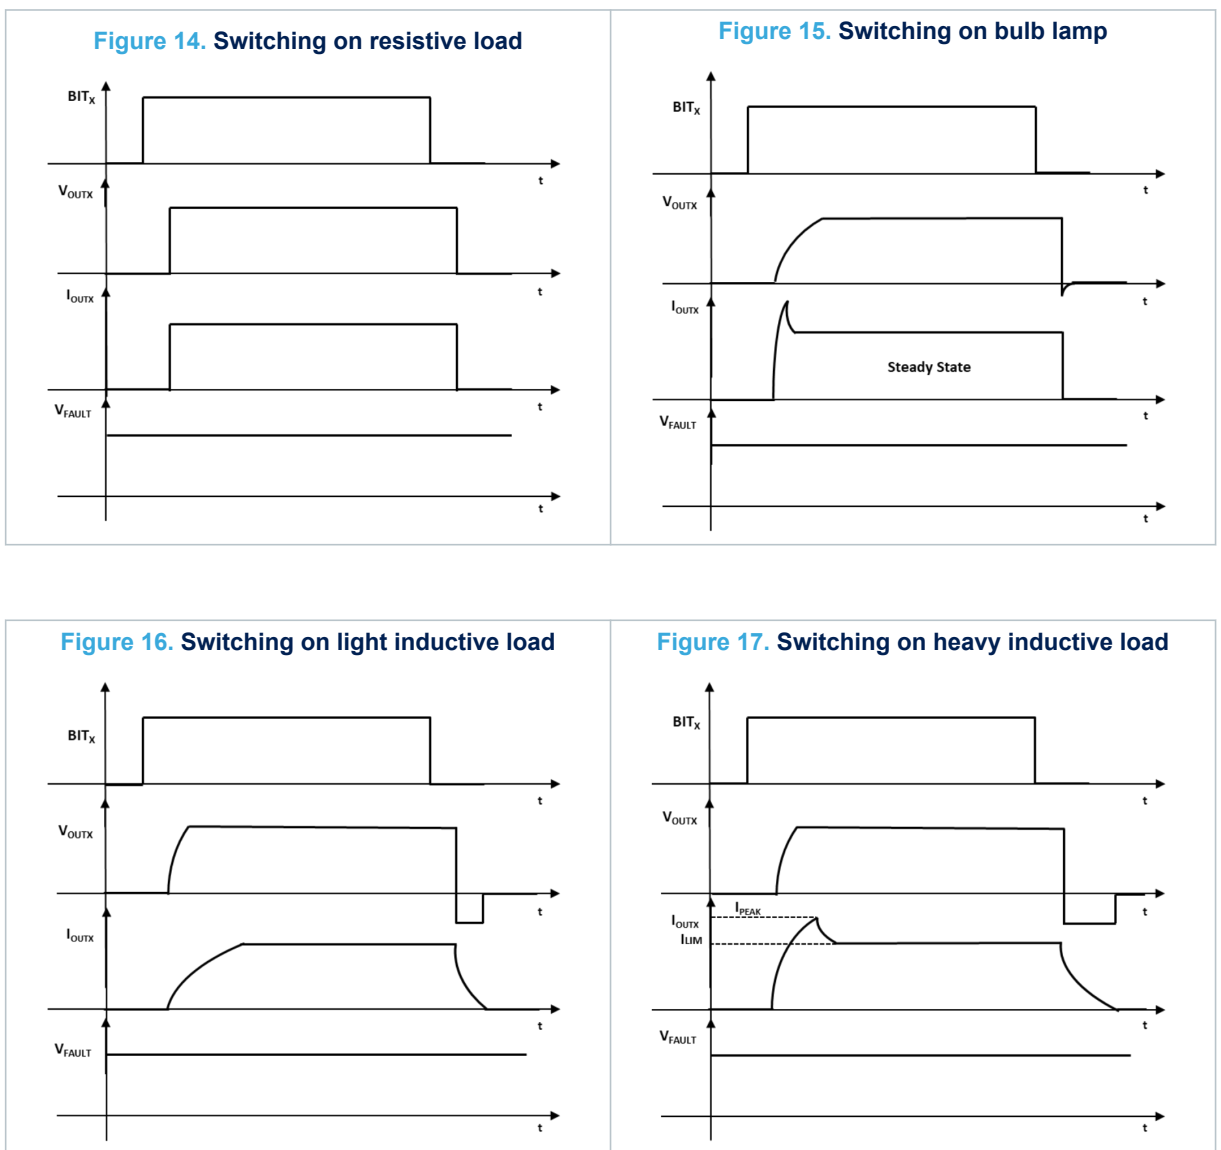 Figure 14. Switching on resistive load
BITX
t
VOUTX
t
IOUTX
t
VFAULT
t
Figure 15. Switching on bulb lamp
BITX
t
VOUTX
t
IOUTX
Steady State
t
VFAULT
t
Figure 16. Switching on light inductive load
BITX
t
VOUTX
t
IOUTX
t
VFAULT
t
Figure 17. Switching on heavy inductive load
BITX
t
VOUTX
t
IPEAK
IOUTX
ILIM
t
VFAULT
t